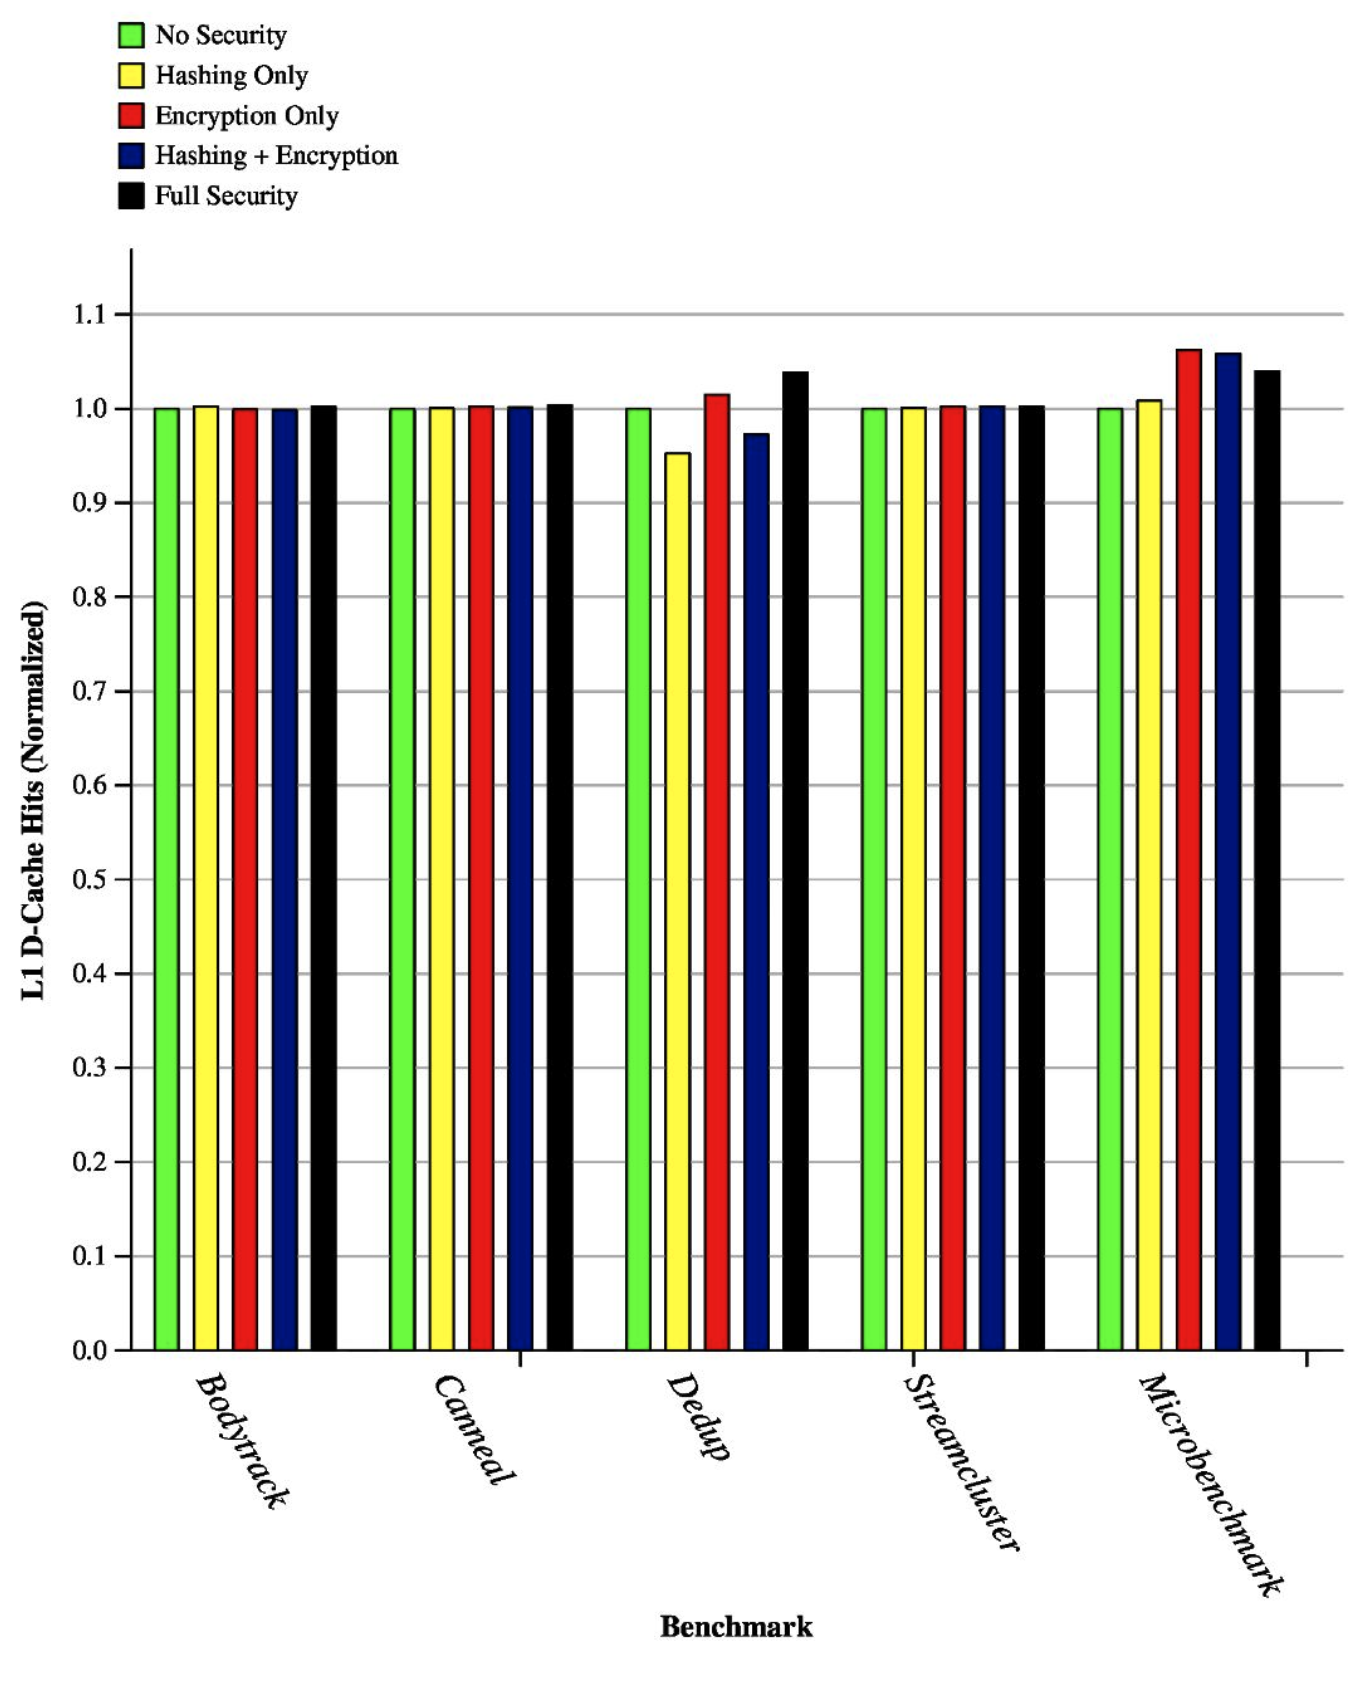 No Security
Hashing Only
Encryption Only
Hashing + Encryption
Full Security
1.1
1.0
0.9
0.8
0.7
0.6
0.5
0.4
0.3
0.2
0.1
0.0
L1 D-Cache Hits (Normalized)
Bodytrack
Canneal
Dedup
Streamcluster
Microbenchmark
Benchmark